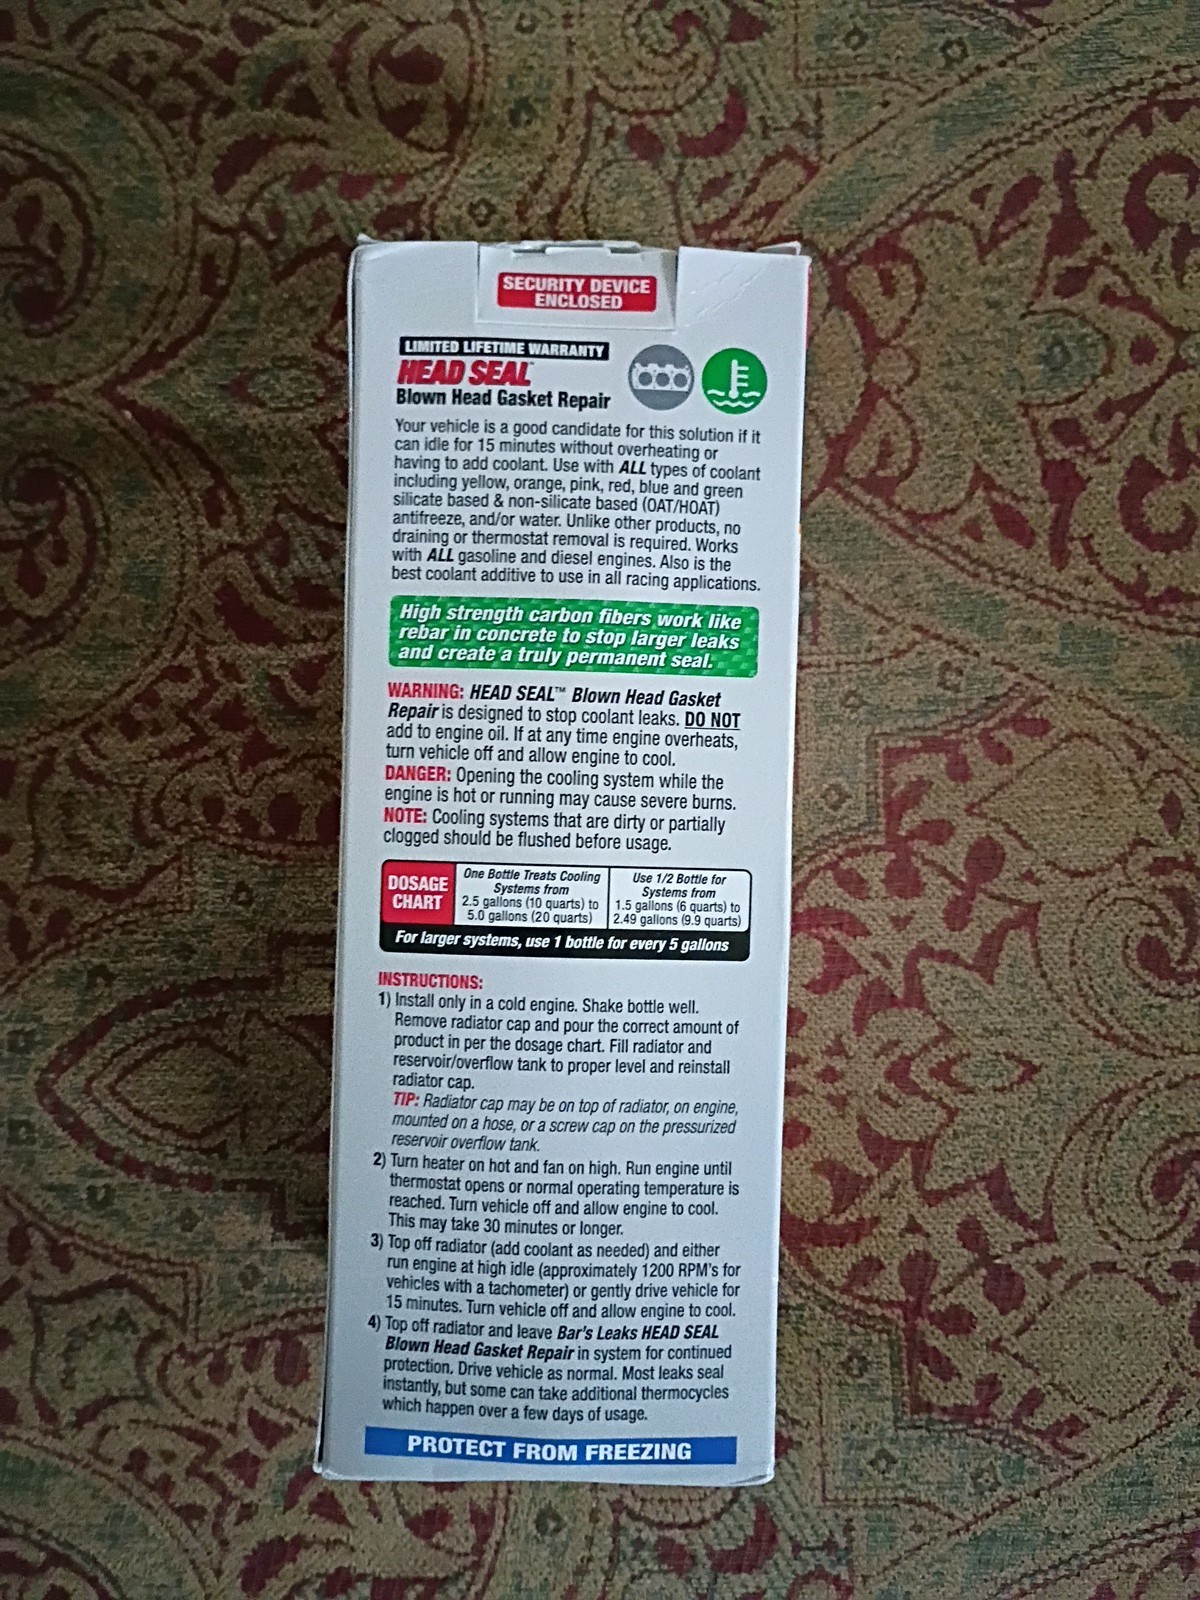 SECURITY DEVICE
ENCLOSED
LIMITED LIFETIME WARRANTY
HEAD SEAL™
Blown Head Gasket Repair
Your vehicle is a good candidate for this solution if it
can idle for 15 minutes without overheating or
having to add coolant. Use with ALL types of coolant
including yellow, orange, pink, red, blue and green
silicate based & non-silicate based (OAT/HOAT)
antifreeze, and/or water. Unlike other products, no
draining or thermostat removal is required. Works
with ALL gasoline and diesel engines. Also is the
best coolant additive to use in all racing applications.
High strength carbon fibers work like
rebar in concrete to stop larger leaks
and create a truly permanent seal.
WARNING: HEAD SEAL™ Blown Head Gasket
Repair is designed to stop coolant leaks. DO NOT
add to engine oil. If at any time engine overheats,
turn vehicle off and allow engine to cool.
DANGER: Opening the cooling system while the
engine is hot or running may cause severe burns.
NOTE: Cooling systems that are dirty or partially
clogged should be flushed before usage.
DOSAGE
CHART
One Bottle Treats Cooling
Systems from
2.5 gallons (10 quarts) to
5.0 gallons (20 quarts)
Use 1/2 Bottle for
Systems from
1.5 gallons (6 quarts) to
2.49 gallons (9.9 quarts)
For larger systems, use 1 bottle for every 5 gallons
INSTRUCTIONS:
1) Install only in a cold engine. Shake bottle well.
Remove radiator cap and pour the correct amount of
product in per the dosage chart. Fill radiator and
reservoir/overflow tank to proper level and reinstall
radiator cap.
TIP: Radiator cap may be on top of radiator, on engine,
mounted on a hose, or a screw cap on the pressurized
reservoir overflow tank.
2) Turn heater on hot and fan on high. Run engine until
thermostat opens or normal operating temperature is
reached. Turn vehicle off and allow engine to cool.
This may take 30 minutes or longer.
3) Top off radiator (add coolant as needed) and either
run engine at high idle (approximately 1200 RPM's for
vehicles with a tachometer) or gently drive vehicle for
15 minutes. Turn vehicle off and allow engine to cool.
4) Top off radiator and leave Bar's Leaks HEAD SEAL
Blown Head Gasket Repair in system for continued
protection. Drive vehicle as normal. Most leaks seal
instantly, but some can take additional thermocycles
which happen over a few days of usage.
PROTECT FROM FREEZING